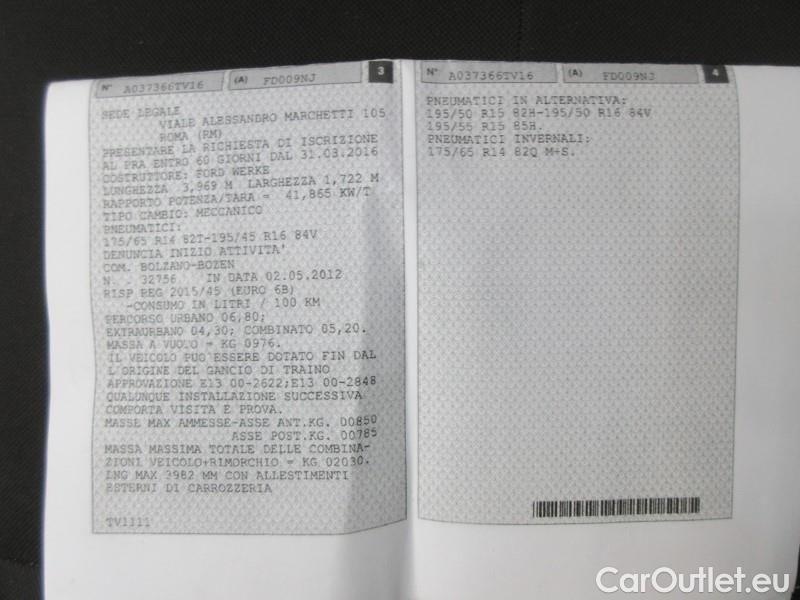 N° A037366TV16 (A) FD009NJ 3
SEDE LEGALE
VIALE ALESSANDRO MARCHETTI 105
ROMA (RM)
PRESENTARE LA RICHIESTA DI ISCRIZIONE
AL PRA ENTRO 60 GIORNI DAL 31.03.2016
COSTRUTTORE: FORD WERKE
LUNGHEZZA 3,969 M LARGHEZZA 1,722 M
RAPPORTO POTENZA/TARA = 41,865 KW/T
TIPO CAMBIO: MECCANICO
PNEUMATICI:
175/65 R14 82T-195/45 R16 84V
DENUNCIA INIZIO ATTIVITA'
COM. BOLZANO-BOZEN
N. . 32756 IN DATA 02.05.2012
RISP REG 2015/45 (EURO 6B)
-CONSUMO IN LITRI / 100 KM
PERCORSO URBANO 06,80;
EXTRAURBANO 04,30; COMBINATO 05,20.
MASSA A VUOTO = KG 0976.
IL VEICOLO PUO'ESSERE DOTATO FIN DAL
L'ORIGINE DEL GANCIO DI TRAINO
APPROVAZIONE E13 00-2622;E13 00-2848
QUALUNQUE INSTALLAZIONE SUCCESSIVA
COMPORTA VISITA E PROVA.
MASSE MAX AMMESSE-ASSE ANT.KG. 00850
ASSE POST.KG. 00785
MASSA MASSIMA TOTALE DELLE COMBINA-
ZIONI VEICOLO+RIMORCHIO = KG 02030.
LNG MAX 3982 MM CON ALLESTIMENTI
ESTERNI DI CARROZZERIA
TV1111
N° A037366TV16 (A) FD009NJ 4
PNEUMATICI IN ALTERNATIVA:
195/50 R15 82H-195/50 R16 84V
195/55 R15 85H.
PNEUMATICI INVERNALI:
175/65 R14 82Q M+S.
CarOutlet.eu